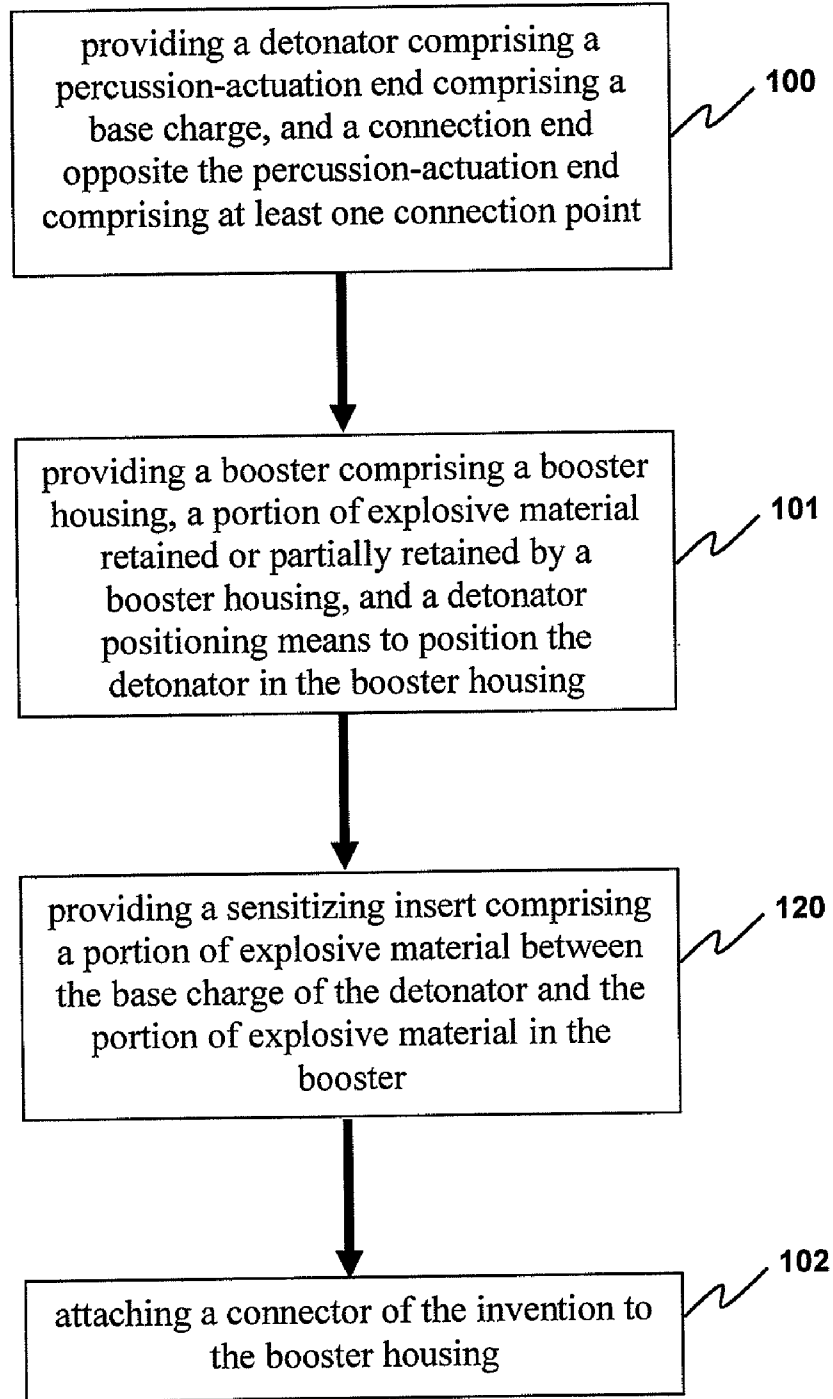 providing a detonator comprising a
percussion-actuation end comprising a
base charge, and a connection end
opposite the percussion-actuation end
comprising at least one connection point
100
providing a booster comprising a booster
housing, a portion of explosive material
retained or partially retained by a
booster housing, and a detonator
positioning means to position the
detonator in the booster housing
101
providing a sensitizing insert comprising
a portion of explosive material between
the base charge of the detonator and the
portion of explosive material in the
booster
120
attaching a connector of the invention to
the booster housing
102